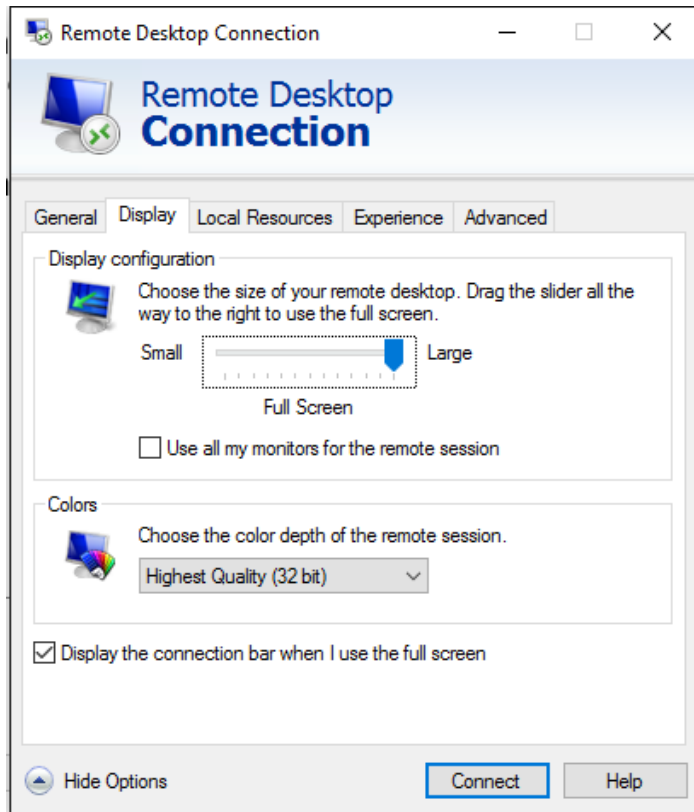 Remote Desktop Connection
Remote Desktop
Connection
General Display Local Resources Experience Advanced
Display configuration
Choose the size of your remote desktop. Drag the slider all the
way to the right to use the full screen.
Small Large
Full Screen
Use all my monitors for the remote session
Colors
Choose the color depth of the remote session.
Highest Quality (32 bit)
Display the connection bar when I use the full screen
Hide Options Connect Help